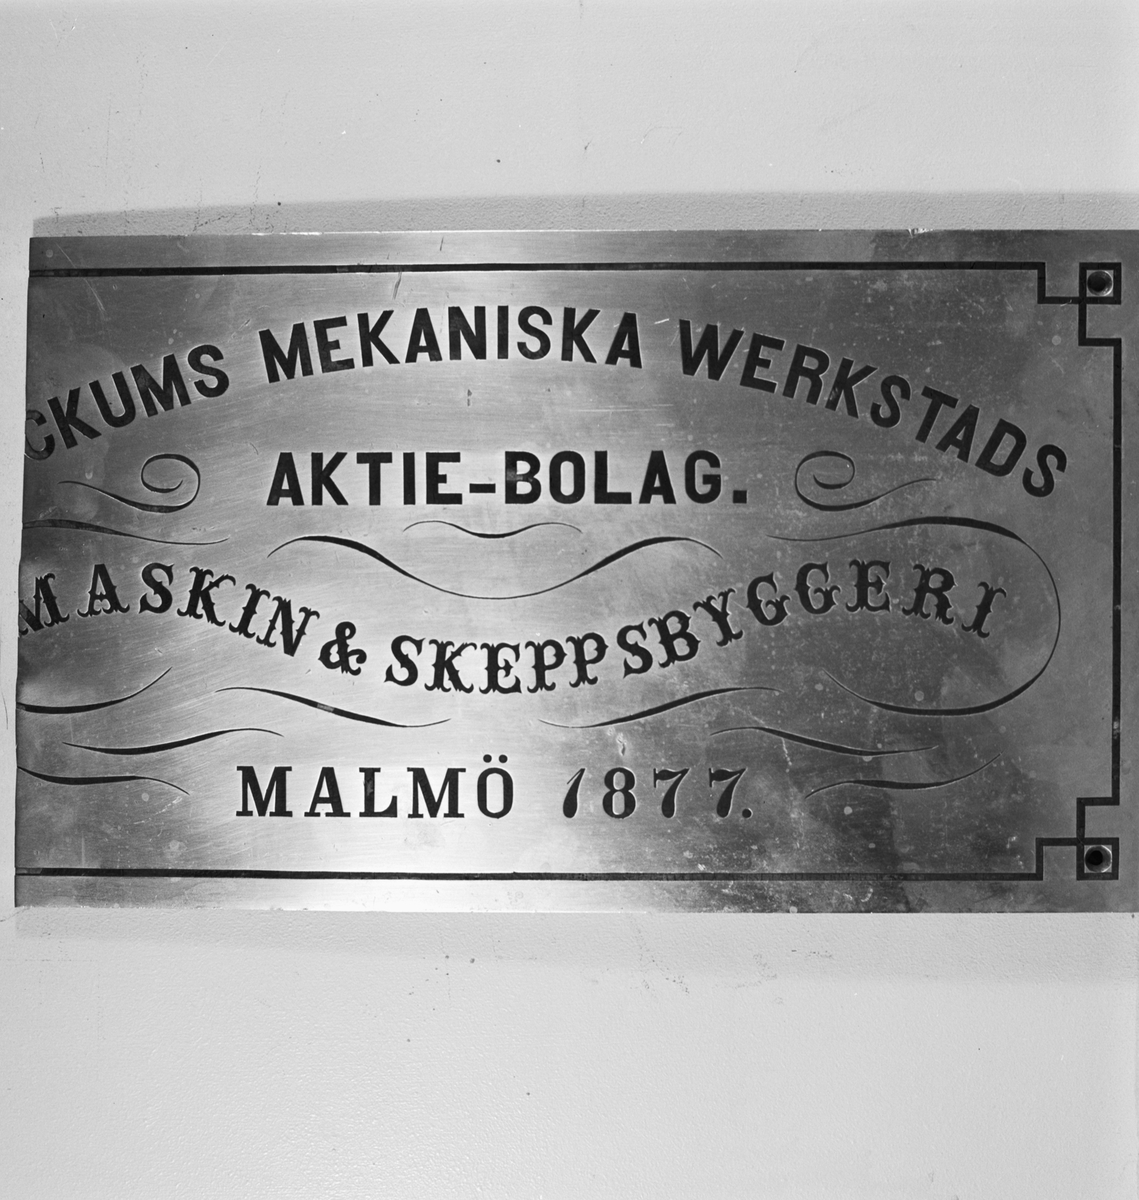 CKUMS MEKANISKA WERKSTADS
AKTIE-BOLAG.
MASKIN & SKEPPSBYGGERI
MALMÖ 1877.